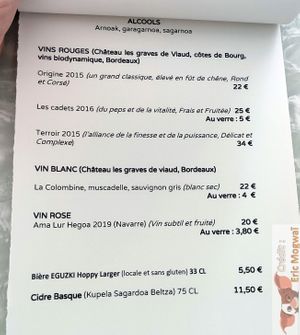 ALCOOLS
Arnoak, garagarnoa, sagarnoa
VINS ROUGES (Château les graves de Viaud, côtes de Bourg,
vins biodynamique, Bordeaux)
Origine 2015 (un grand classique, élevé en fût de chêne, Rond
et Corsé)
22 €
Les cadets 2016 (du peps et de la vitalité, Frais et Fruitée) 25 €
Au verre : 5 €
Terroir 2015 (l'alliance de la finesse et de la puissance, Délicat et
Complexe)
34 €
VIN BLANC (Château les graves de viaud, Bordeaux)
La Colombine, muscadelle, sauvignon gris (blanc sec) 22 €
Au verre : 4 €
VIN ROSE
Ama Lur Hegoa 2019 (Navarre) (Vin subtil et fruité) 20 €
Au verre : 3,80 €
Bière EGUZKI Hoppy Larger (locale et sans gluten) 33 CL 5,50 €
Cidre Basque (Kupela Sagardoa Beltza) 75 CL 11,50 €
Crédit :
Eric Mogwaï